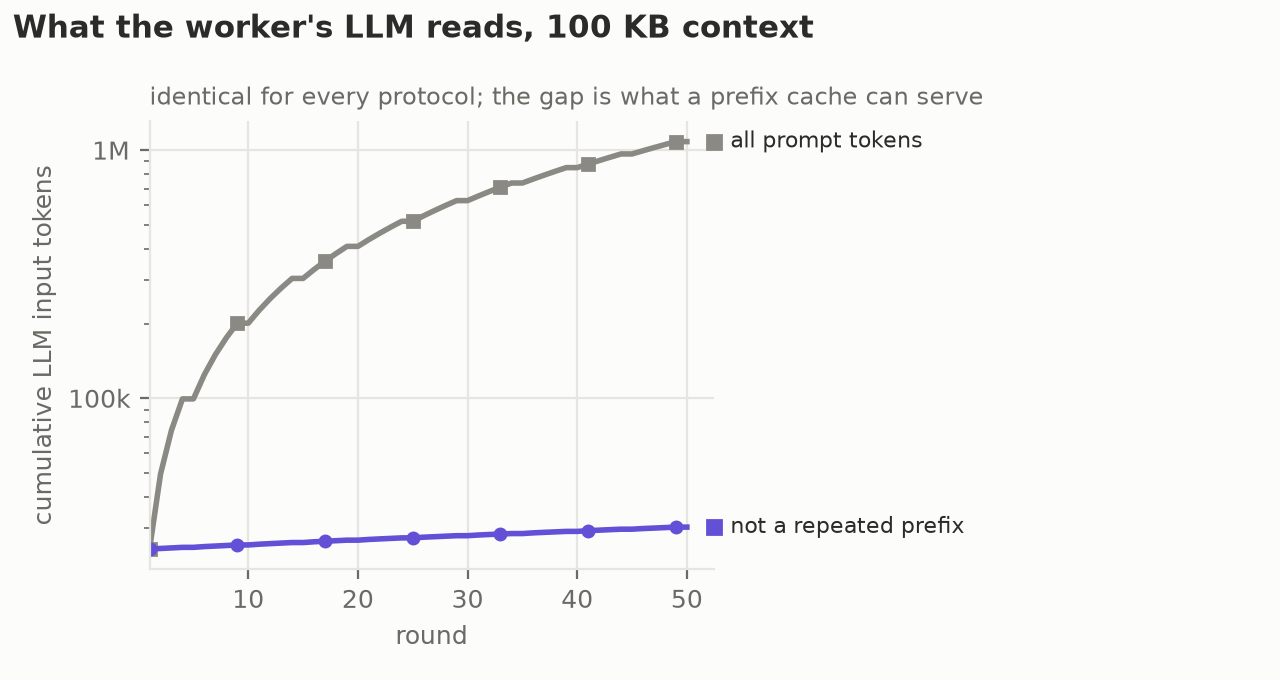 What the worker's LLM reads, 100 KB context
identical for every protocol; the gap is what a prefix cache can serve
cumulative LLM input tokens
1M
100k
all prompt tokens
not a repeated prefix
10 20 30 40 50
round